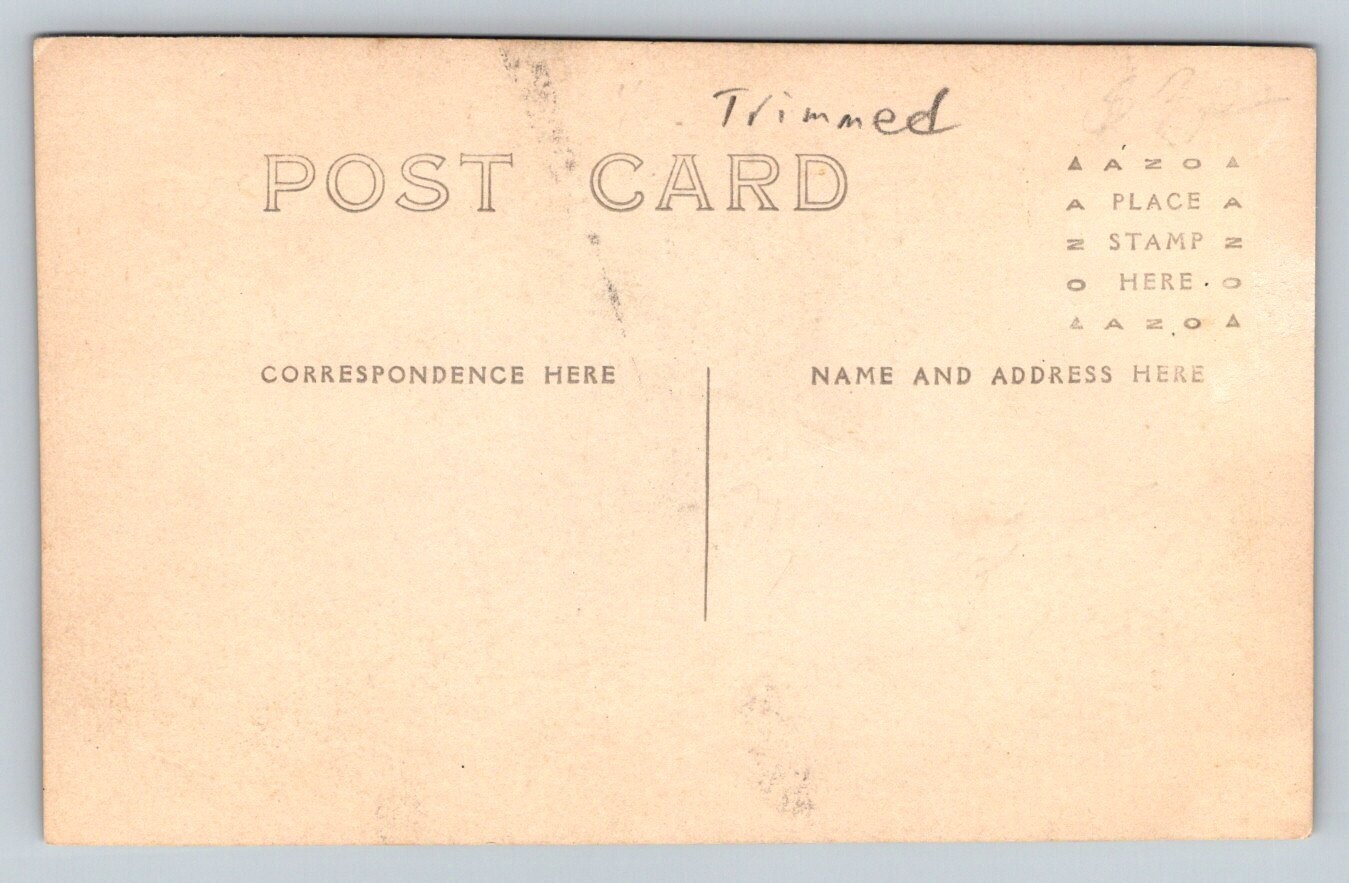 Trimmed
POST CARD
▲ AZO ▲
A PLACE A
N STAMP N
O HERE O
▲ AZO ▲
CORRESPONDENCE HERE
NAME AND ADDRESS HERE